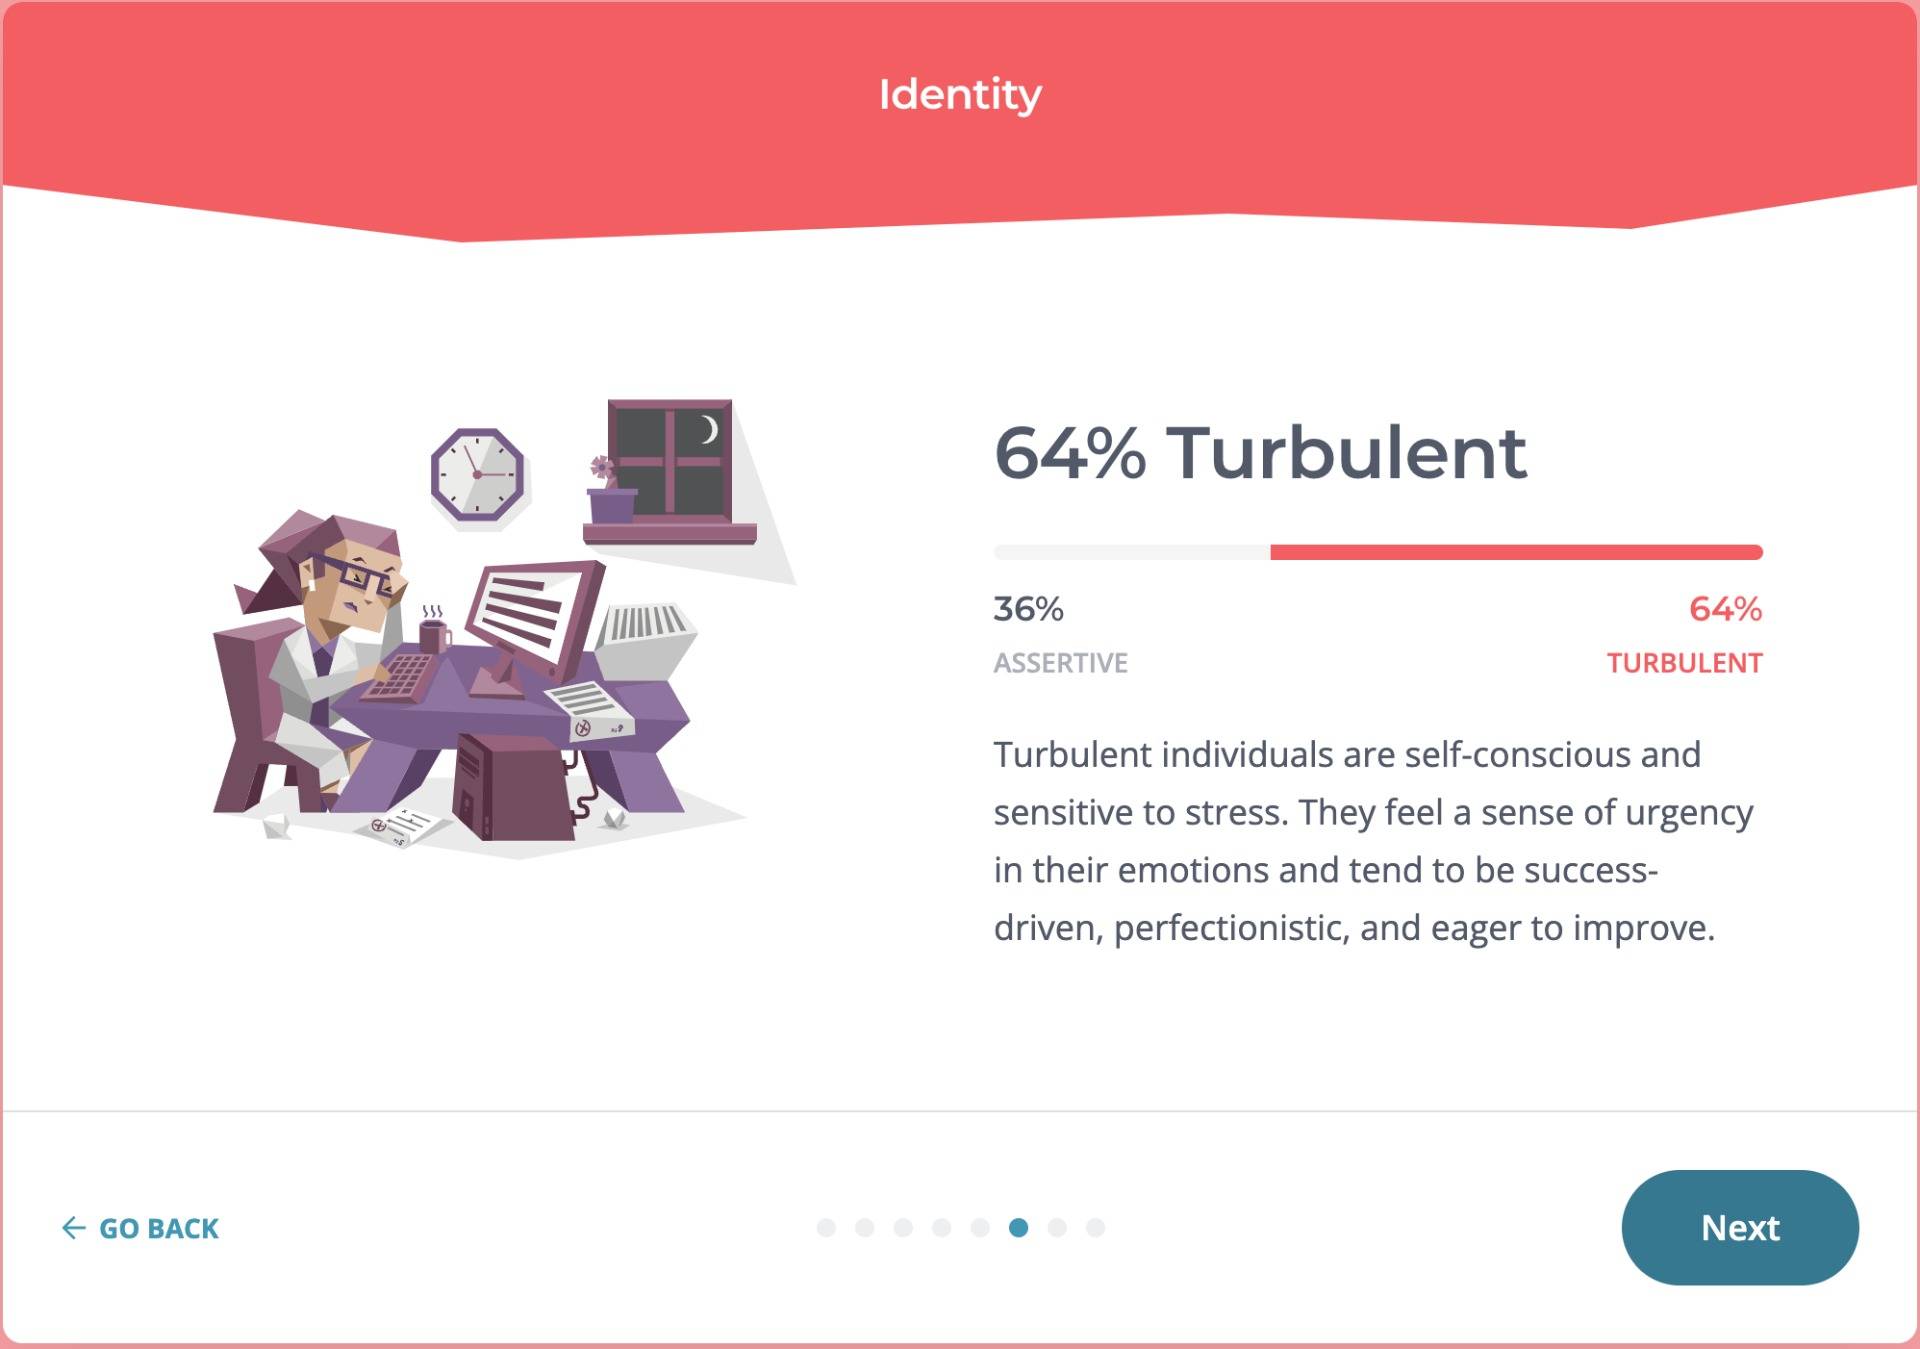 Identity
64% Turbulent
36%
64%
ASSERTIVE
TURBULENT
Turbulent individuals are self-conscious and
sensitive to stress. They feel a sense of urgency
in their emotions and tend to be success-
driven, perfectionistic, and eager to improve.
← GO BACK
Next